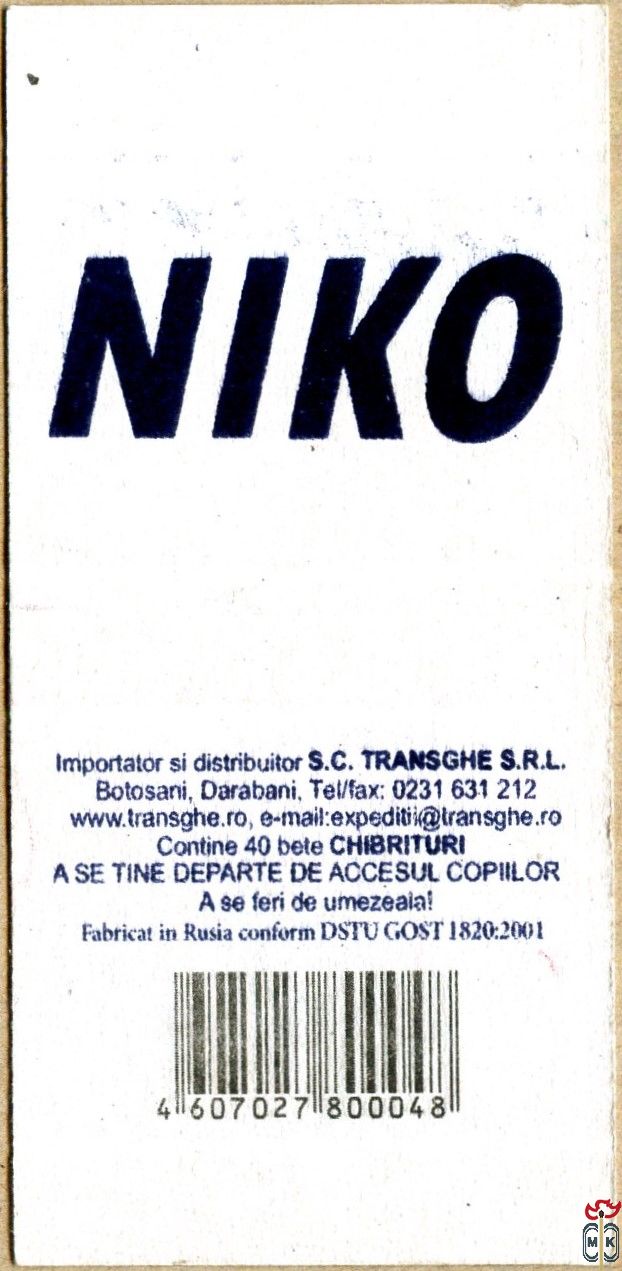 NIKO
Importator si distribuitor S.C. TRANSGHE S.R.L.
Botosani, Darabani, Tel/fax: 0231 631 212
www.transghe.ro, e-mail:expeditii@transghe.ro
Contine 40 bete CHIBRITURI
A SE TINE DEPARTE DE ACCESUL COPIILOR
A se feri de umezeala!
Fabricat in Rusia conform DSTU GOST 1820:2001
4 607027 800048
M K